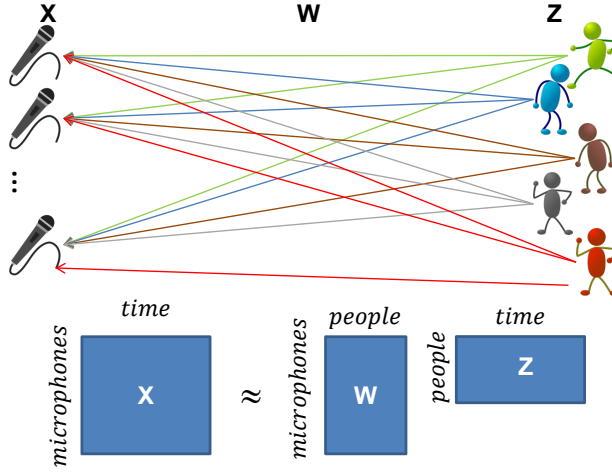 X W Z
...
time
people
time
microphones
X
≈
microphones
W
people
Z